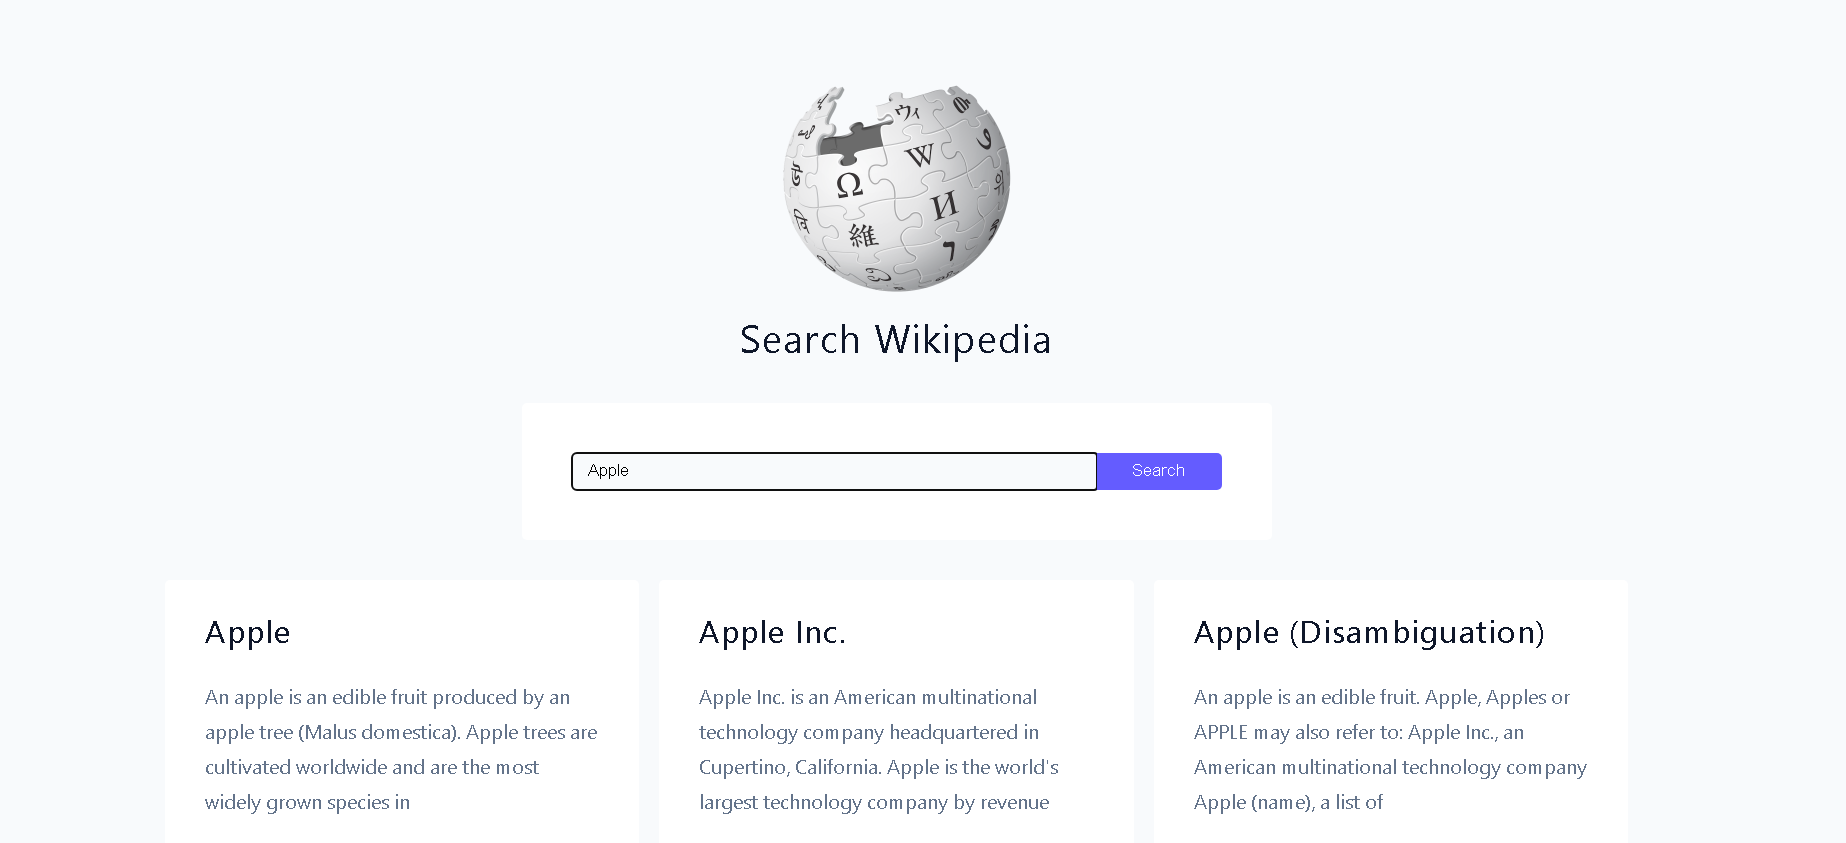 ウィ
W
Ω
И
維
Search Wikipedia
Apple
Search
Apple
An apple is an edible fruit produced by an
apple tree (Malus domestica). Apple trees are
cultivated worldwide and are the most
widely grown species in
Apple Inc.
Apple Inc. is an American multinational
technology company headquartered in
Cupertino, California. Apple is the world's
largest technology company by revenue
Apple (Disambiguation)
An apple is an edible fruit. Apple, Apples or
APPLE may also refer to: Apple Inc., an
American multinational technology company
Apple (name), a list of